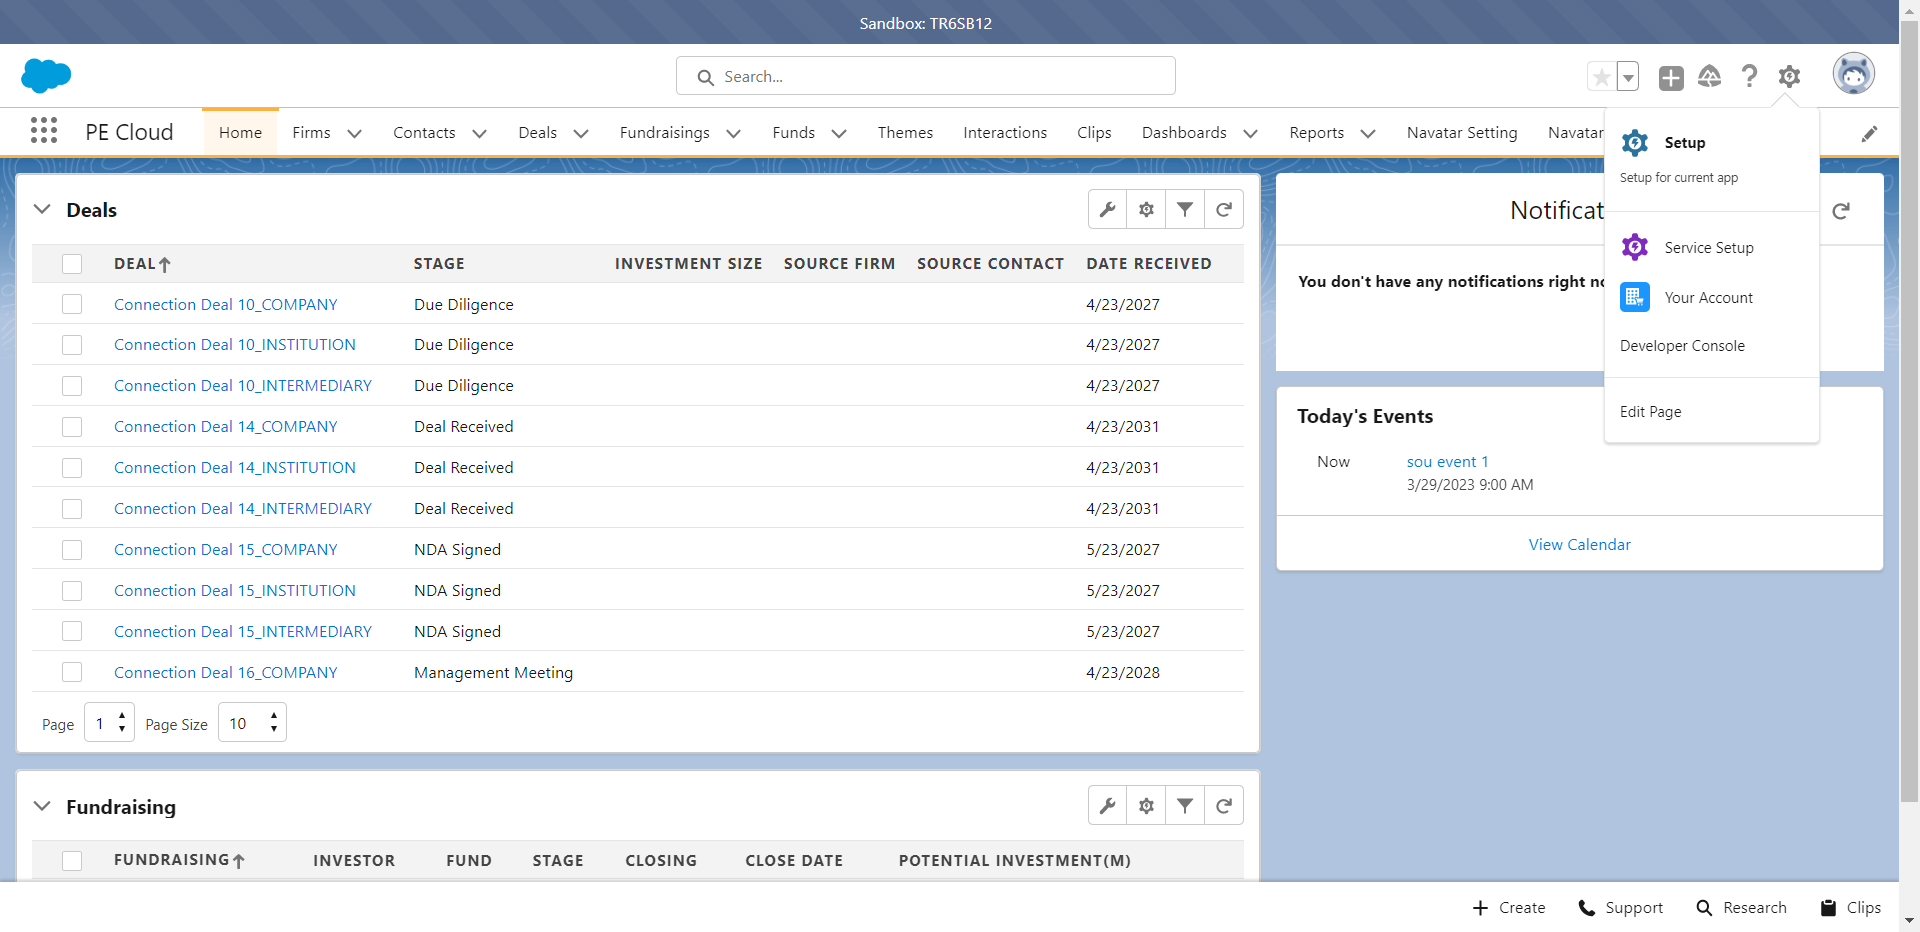 Sandbox: TR6SB12
Search...
PE Cloud
Home
Firms
Contacts
Deals
Fundraisings
Funds
Themes
Interactions
Clips
Dashboards
Reports
Navatar Setting
Navatar
Setup
Setup for current app
Service Setup
Your Account
Developer Console
Edit Page
Deals
DEAL STAGE INVESTMENT SIZE SOURCE FIRM SOURCE CONTACT DATE RECEIVED
Connection Deal 10_COMPANY Due Diligence 4/23/2027
Connection Deal 10_INSTITUTION Due Diligence 4/23/2027
Connection Deal 10_INTERMEDIARY Due Diligence 4/23/2027
Connection Deal 14_COMPANY Deal Received 4/23/2031
Connection Deal 14_INSTITUTION Deal Received 4/23/2031
Connection Deal 14_INTERMEDIARY Deal Received 4/23/2031
Connection Deal 15_COMPANY NDA Signed 5/23/2027
Connection Deal 15_INSTITUTION NDA Signed 5/23/2027
Connection Deal 15_INTERMEDIARY NDA Signed 5/23/2027
Connection Deal 16_COMPANY Management Meeting 4/23/2028
Page 1 Page Size 10
Notificat
You don't have any notifications right no
Today's Events
Now sou event 1
3/29/2023 9:00 AM
View Calendar
Fundraising
FUNDRAISING INVESTOR FUND STAGE CLOSING CLOSE DATE POTENTIAL INVESTMENT(M)
Create
Support
Research
Clips